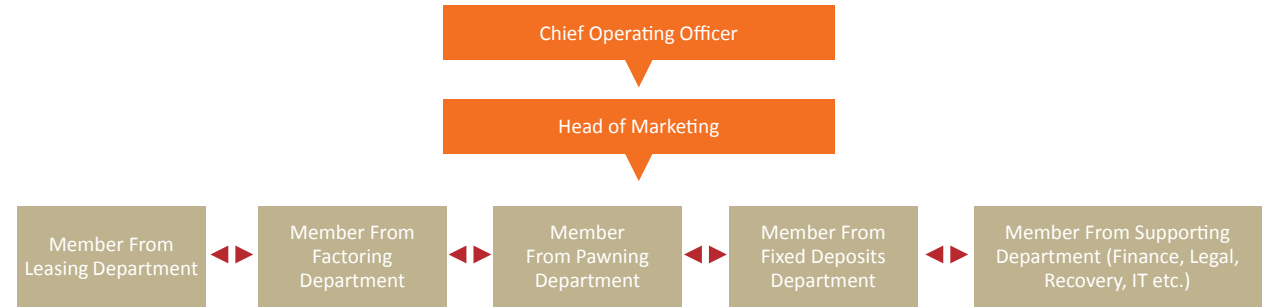 Chief Operating Officer
Head of Marketing
Member From
Leasing Department
Member From
Factoring
Department
Member
From Pawning
Department
Member From
Fixed Deposits
Department
Member From Supporting
Department (Finance, Legal,
Recovery, IT etc.)